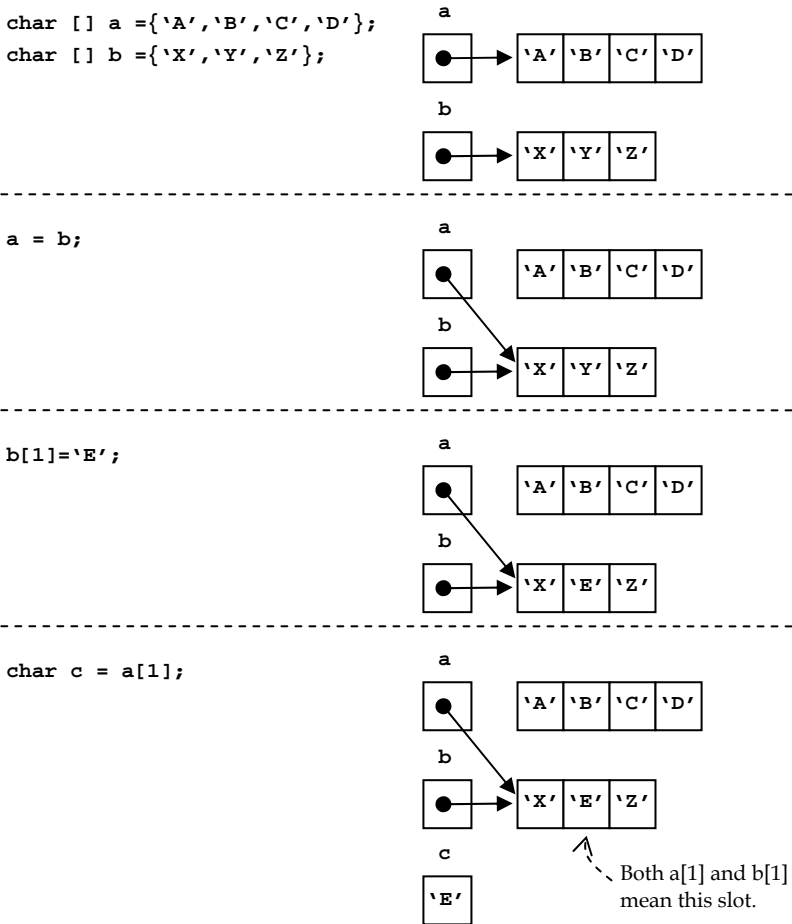 char [] a ={‘A’,‘B’,‘C’,‘D’};
char [] b ={‘X’,‘Y’,‘Z’};
a
‘A’ ‘B’ ‘C’ ‘D’
b
‘X’ ‘Y’ ‘Z’
a = b;
a
‘A’ ‘B’ ‘C’ ‘D’
b
‘X’ ‘Y’ ‘Z’
b[1]=‘E’;
a
‘A’ ‘B’ ‘C’ ‘D’
b
‘X’ ‘E’ ‘Z’
char c = a[1];
a
‘A’ ‘B’ ‘C’ ‘D’
b
‘X’ ‘E’ ‘Z’
c
‘E’
Both a[1] and b[1]
mean this slot.